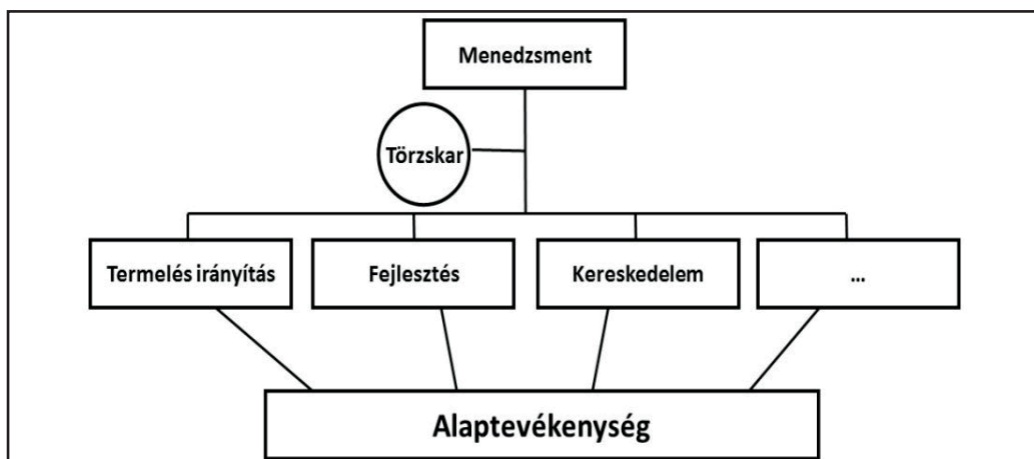 Menedzsment
Törzskar
Termelés irányítás
Fejlesztés
Kereskedelem
...
Alaptevékenység